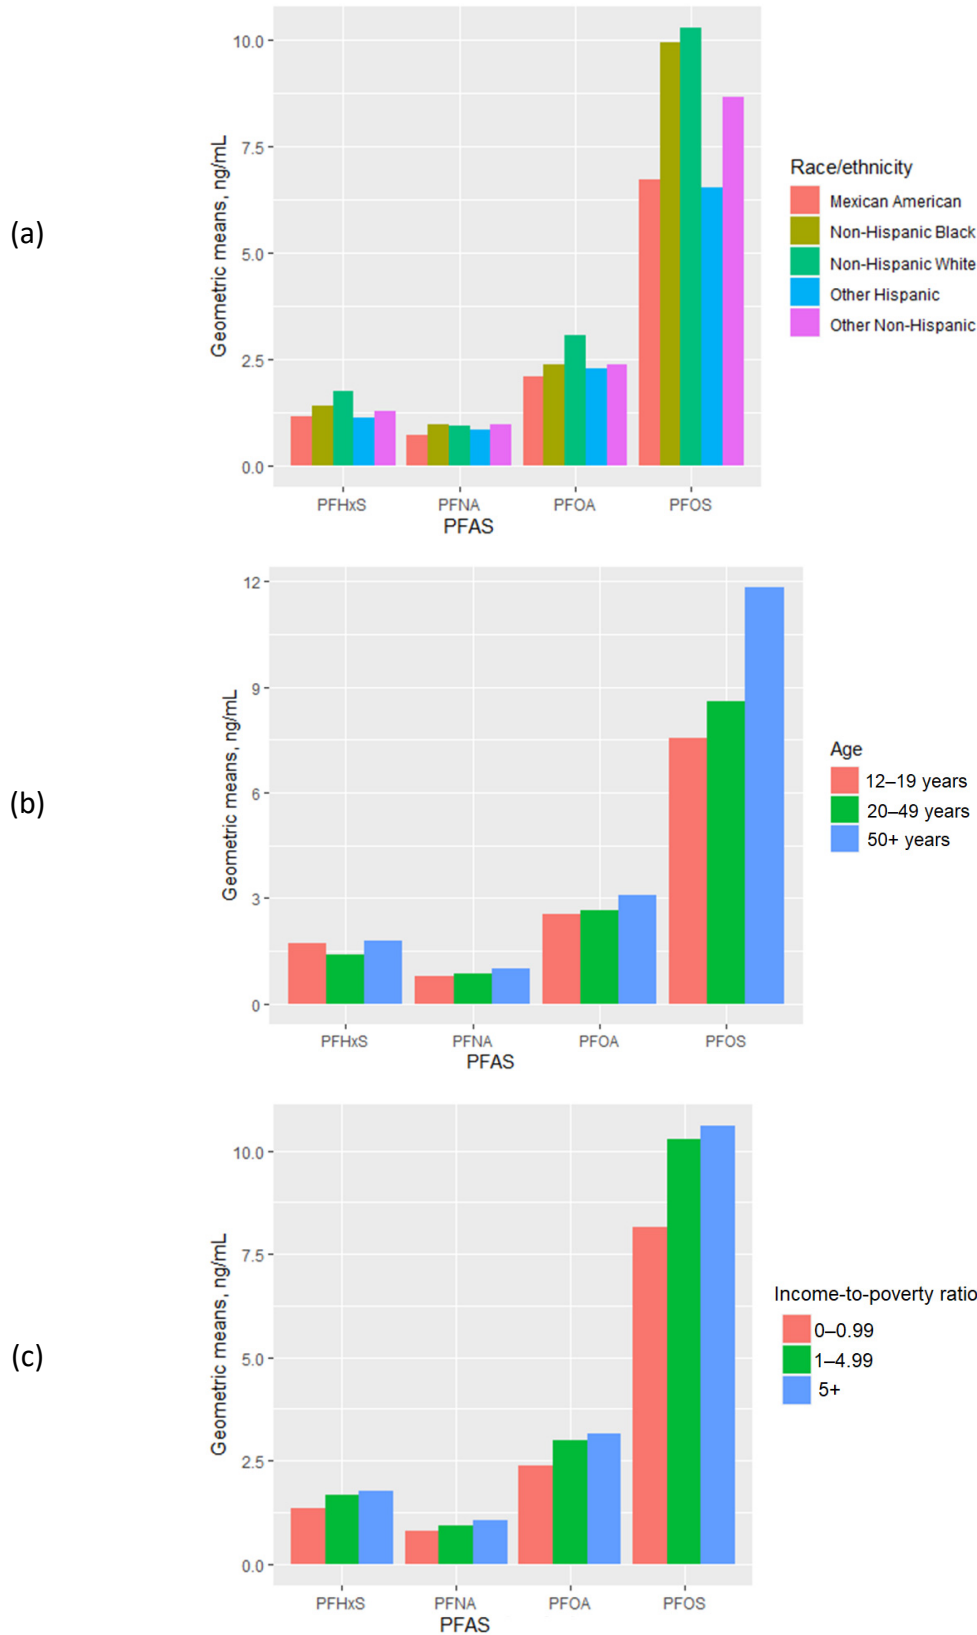 (a)
Geometric means, ng/mL
10.0
7.5
5.0
2.5
0.0
PFHxS PFNA PFOA PFOS
PFAS
Race/ethnicity
Mexican American
Non-Hispanic Black
Non-Hispanic White
Other Hispanic
Other Non-Hispanic
(b)
Geometric means, ng/mL
12
9
6
3
0
PFHxS PFNA PFOA PFOS
PFAS
Age
12–19 years
20–49 years
50+ years
(c)
Geometric means, ng/mL
10.0
7.5
5.0
2.5
0.0
PFHxS PFNA PFOA PFOS
PFAS
Income-to-poverty ratio
0–0.99
1–4.99
5+